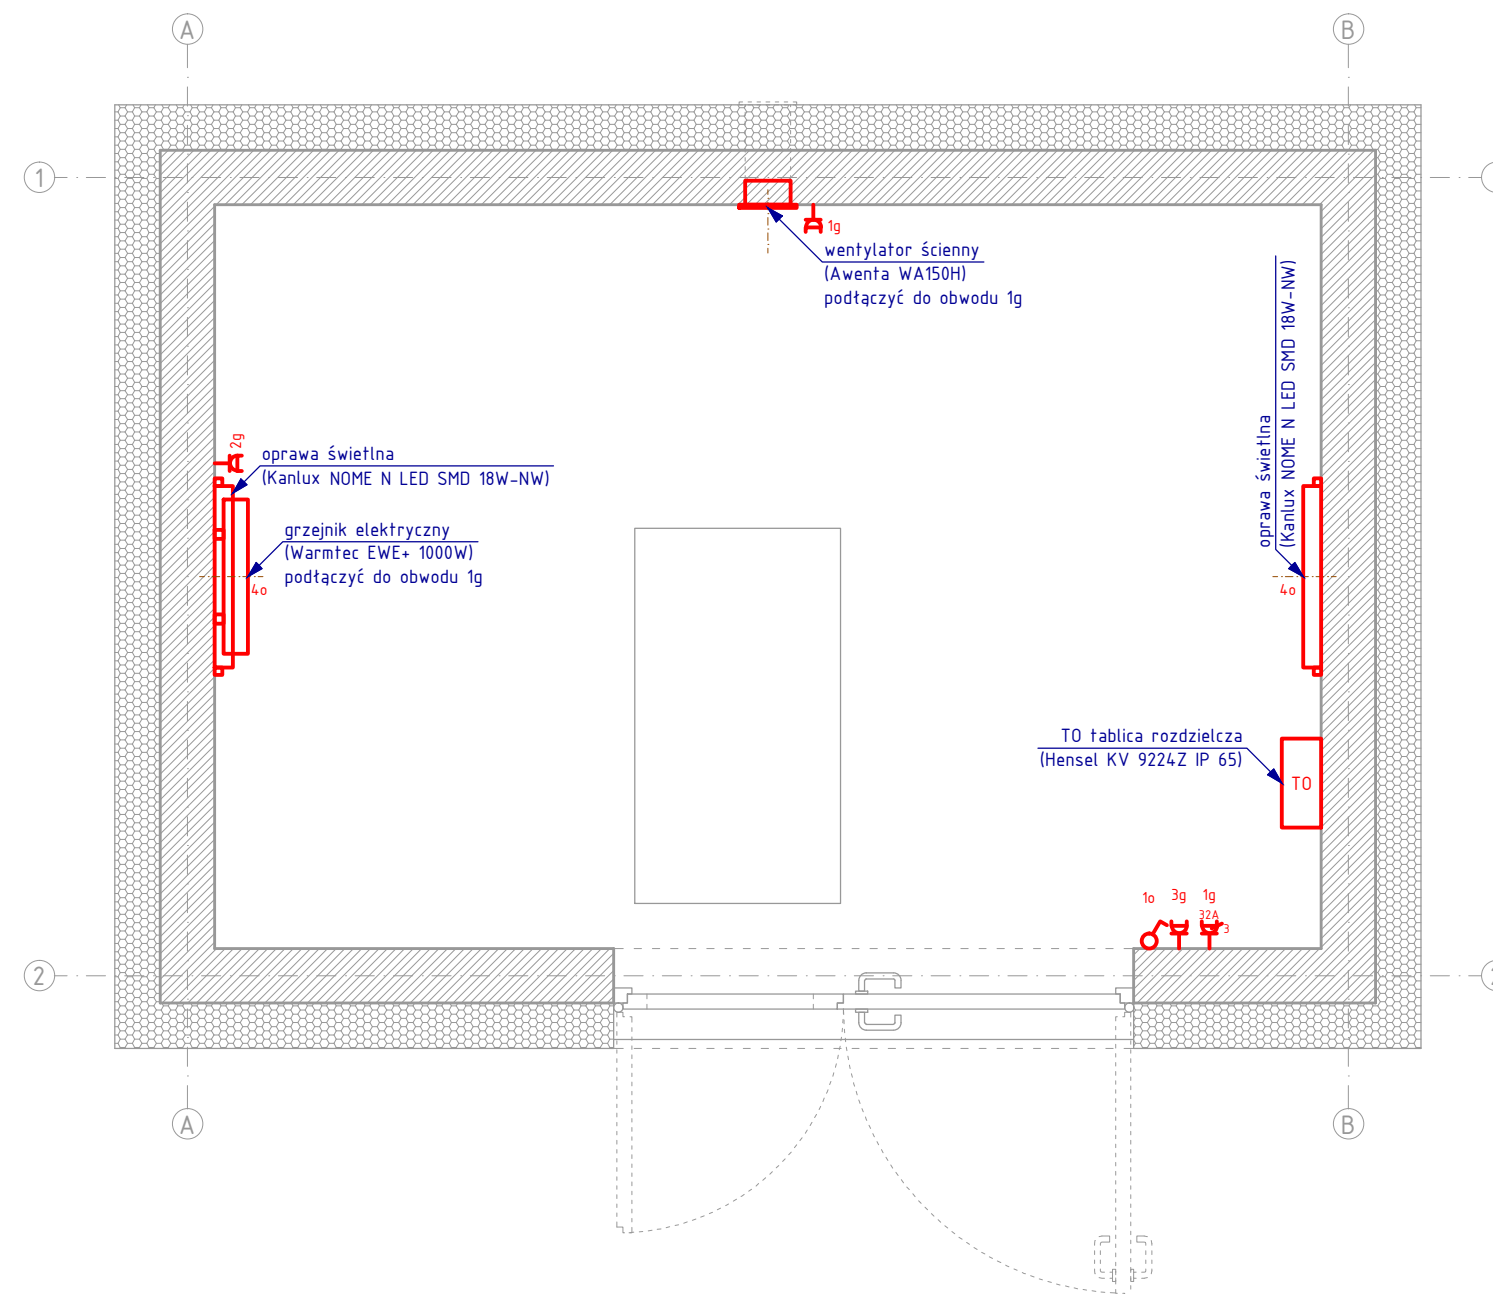 A
B
1
1g
wentylator ścienny
(Awenta WA150H)
podłączyć do obwodu 1g
oprawa świetlna
(Kanlux NOME N LED SMD 18W-NW)
2g
oprawa świetlna
(Kanlux NOME N LED SMD 18W-NW)
grzejnik elektryczny
(Warmtec EWE+ 1000W)
podłączyć do obwodu 1g
4o
4o
TO tablica rozdzielcza
(Hensel KV 9224Z IP 65)
TO
1o
3g
1g
32A
3
2
A
B